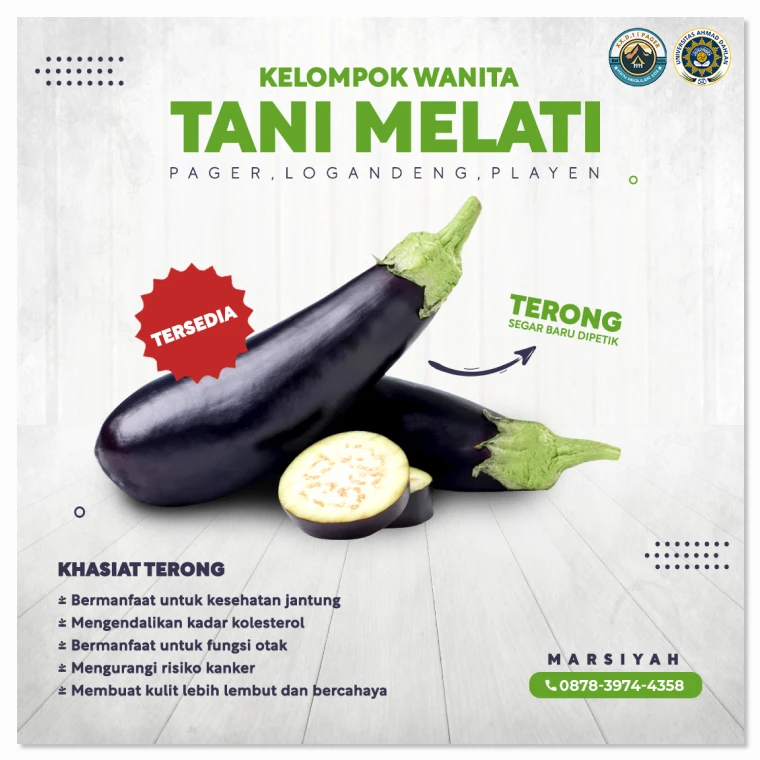 KELOMPOK WANITA
TANI MELATI
PAGER,LOGANDENG,PLAYEN
UNIVERSITAS AHMAD DAHLAN
TERSEDIA
TERONG
SEGAR BARU DIPETIK
KHASIAT TERONG
Bermanfaat untuk kesehatan jantung
Mengendalikan kadar kolesterol
Bermanfaat untuk fungsi otak
Mengurangi risiko kanker
Membuat kulit lebih lembut dan bercahaya
MARSIYAH
0878-3974-4358